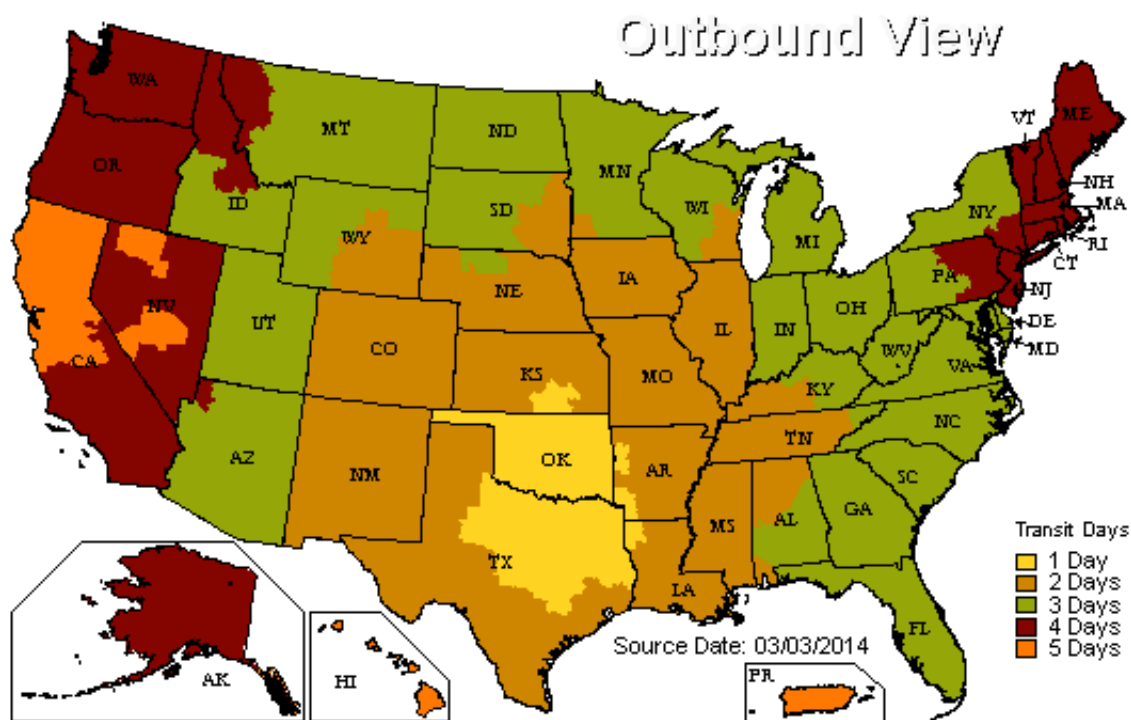 Outbound View
WA
MT
ND
MN
VT
ME
OR
ID
SD
WI
MI
NY
NH
MA
RI
CT
WY
NE
IA
PA
NJ
NV
UT
CO
IL
IN
OH
DE
MD
CA
KS
MO
KY
WV
VA
AZ
NM
OK
AR
TN
NC
TX
MS
AL
GA
SC
LA
FL
Transit Days
1 Day
2 Days
3 Days
4 Days
5 Days
Source Date: 03/03/2014
AK
HI
PR